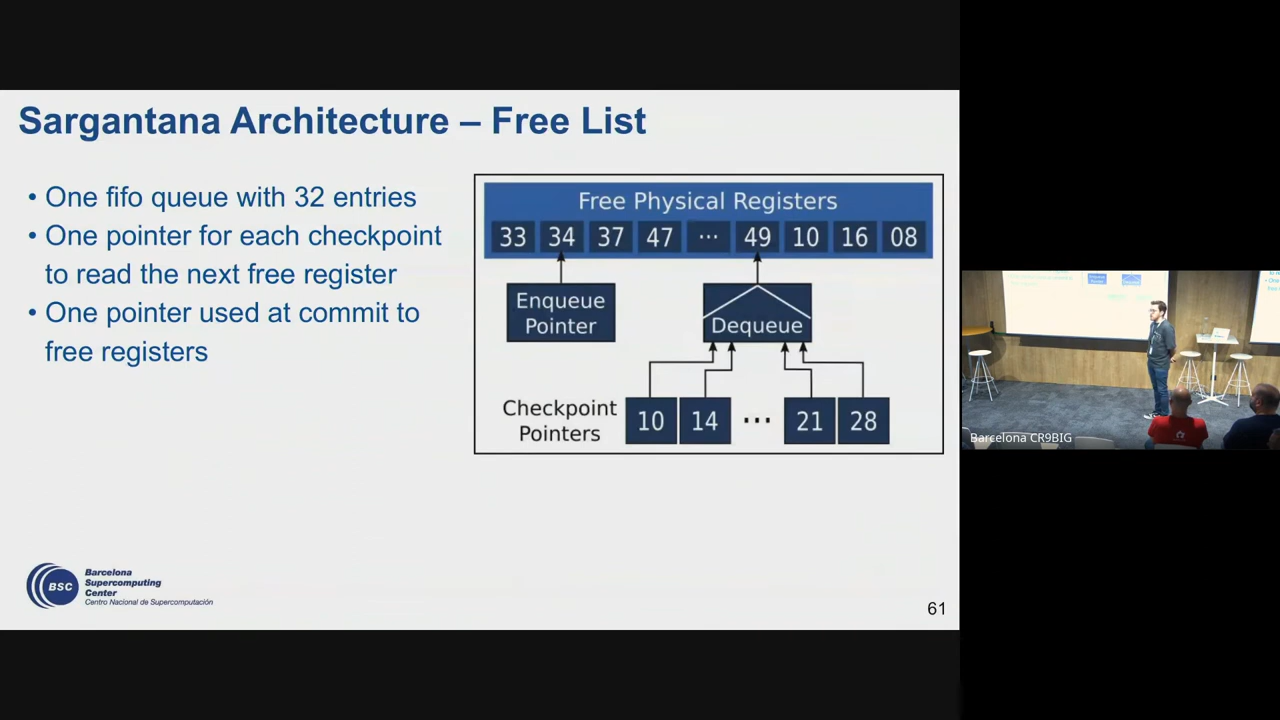 Sargantana Architecture – Free List
• One fifo queue with 32 entries
• One pointer for each checkpoint
to read the next free register
• One pointer used at commit to
free registers
Free Physical Registers
33 34 37 47 ··· 49 10 16 08
Enqueue
Pointer
Dequeue
Checkpoint
Pointers
10 14 ··· 21 28
BSC
Barcelona
Supercomputing
Center
Centro Nacional de Supercomputación
61
Barcelona CR9BIG